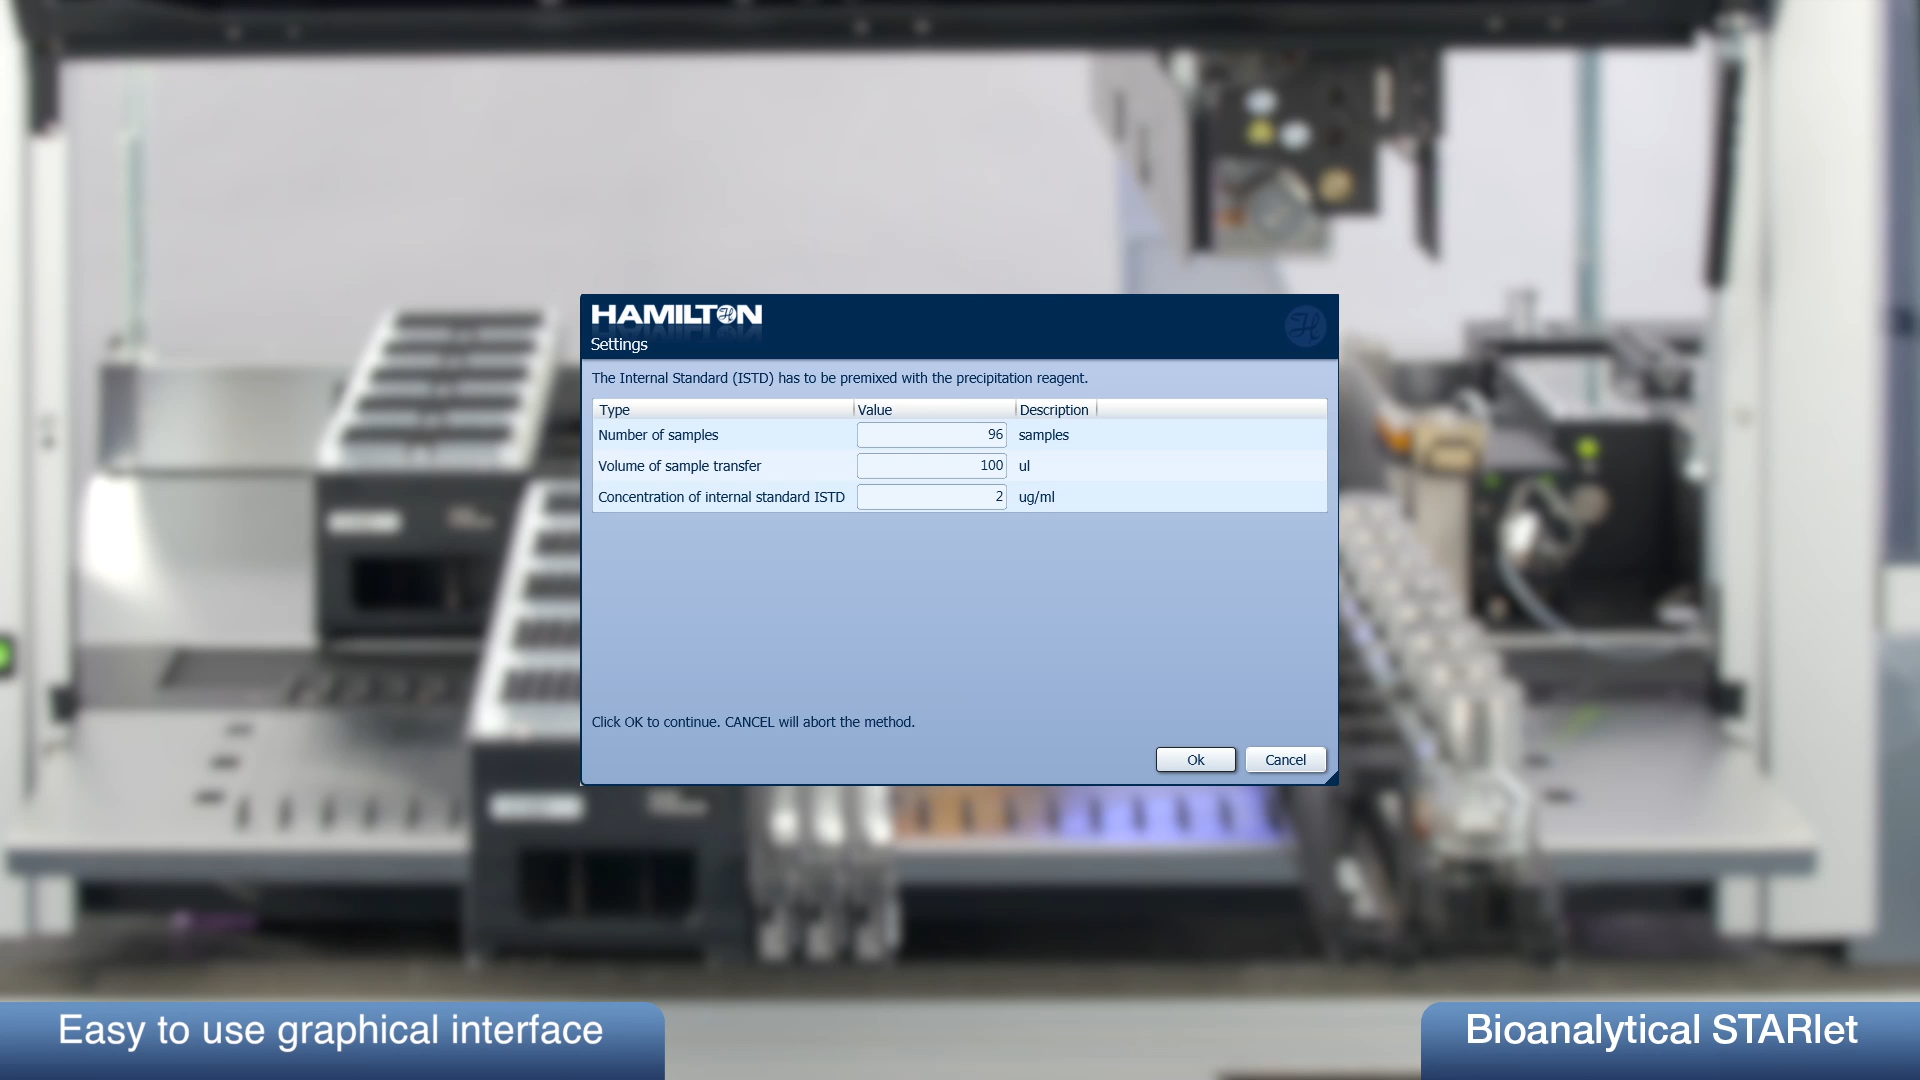 HAMILTON
Settings
The Internal Standard (ISTD) has to be premixed with the precipitation reagent.
Type Value Description
Number of samples 96 samples
Volume of sample transfer 100 ul
Concentration of internal standard ISTD 2 ug/ml
Click OK to continue. CANCEL will abort the method.
Ok Cancel
Easy to use graphical interface
Bioanalytical STARlet